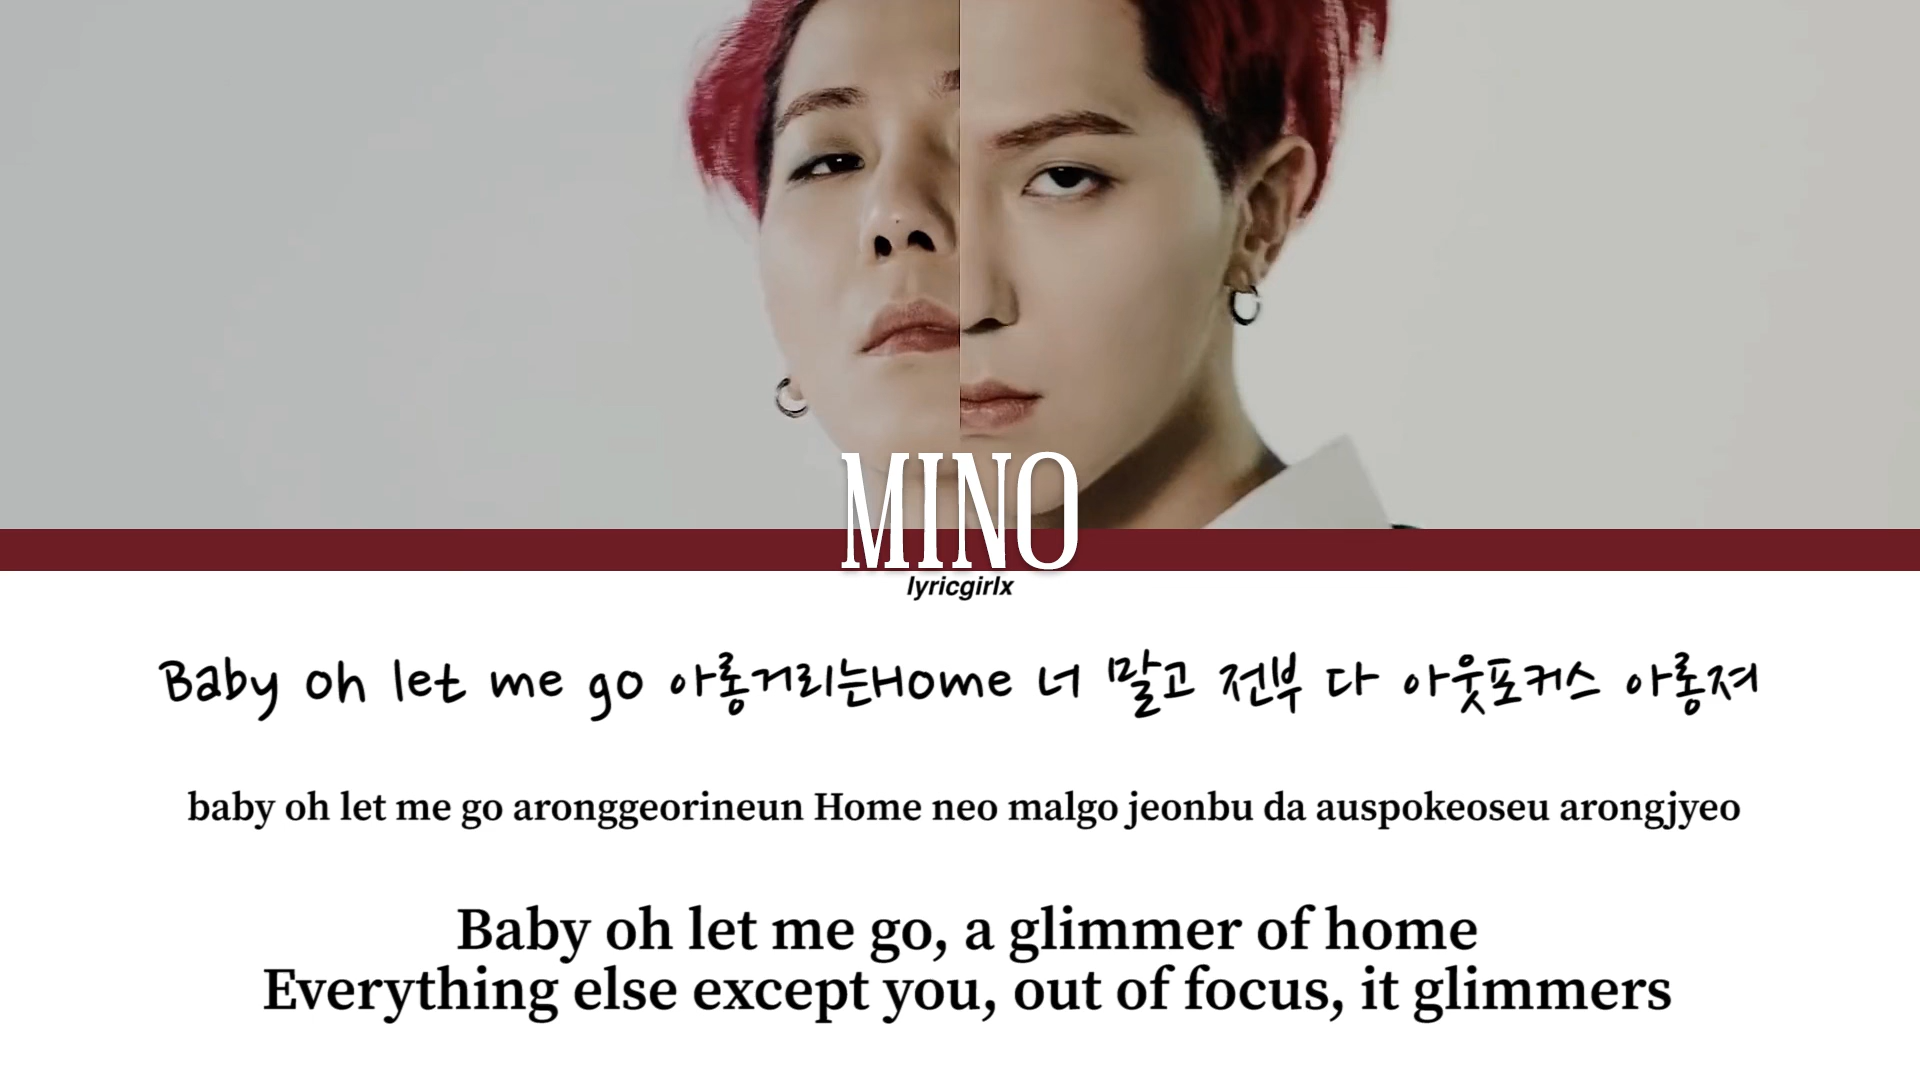 MINO
lyricgirlx
Baby oh let me go 아롱거리는Home 너 말고 전부 다 아웃포커스 아롱져
baby oh let me go aronggeorineun Home neo malgo jeonbu da auspokeoseu arongjyeo
Baby oh let me go, a glimmer of home
Everything else except you, out of focus, it glimmers